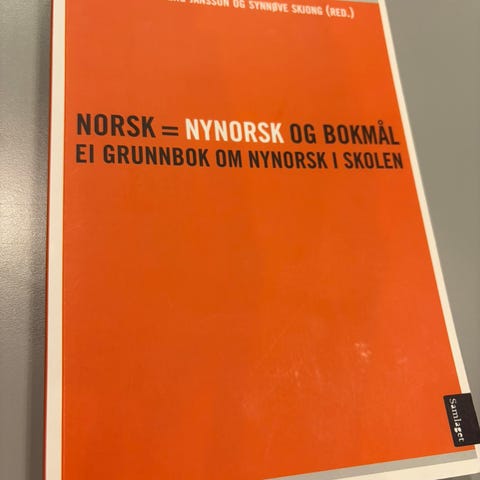 JANSSON OG SYNNØVE SKJONG (RED.)
NORSK = NYNORSK OG BOKMÅL
EI GRUNNBOK OM NYNORSK I SKOLEN
Samlaget